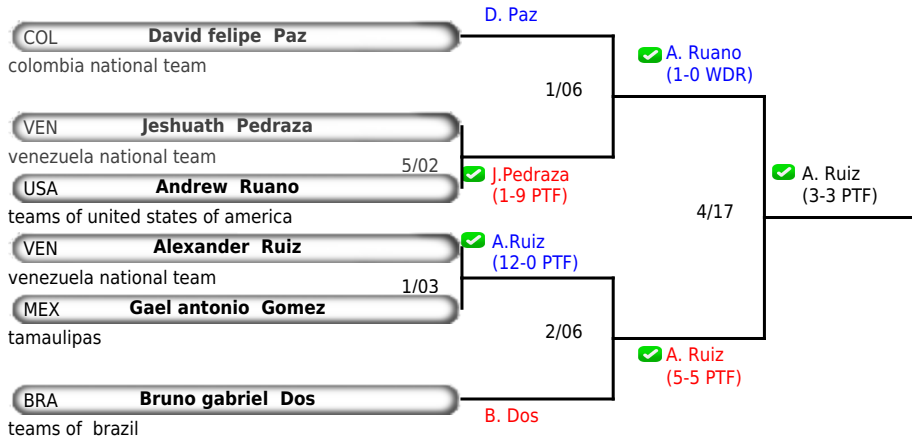 D. Paz
COL David felipe Paz
colombia national team
A. Ruano
(1-0 WDR)
1/06
VEN Jeshuath Pedraza
venezuela national team
5/02
J.Pedraza
(1-9 PTF)
USA Andrew Ruano
teams of united states of america
A. Ruiz
(3-3 PTF)
4/17
VEN Alexander Ruiz
venezuela national team
A.Ruiz
(12-0 PTF)
1/03
MEX Gael antonio Gomez
tamaulipas
2/06
A. Ruiz
(5-5 PTF)
BRA Bruno gabriel Dos
teams of brazil
B. Dos